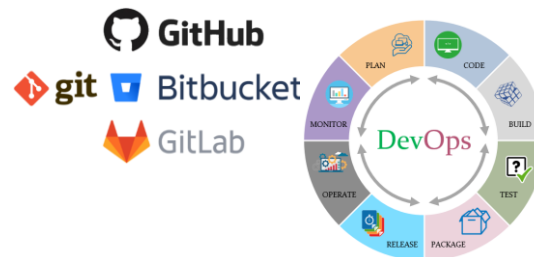 GitHub
git Bitbucket
GitLab
PLAN
CODE
MONITOR
BUILD
DevOps
OPERATE
TEST
RELEASE
PACKAGE